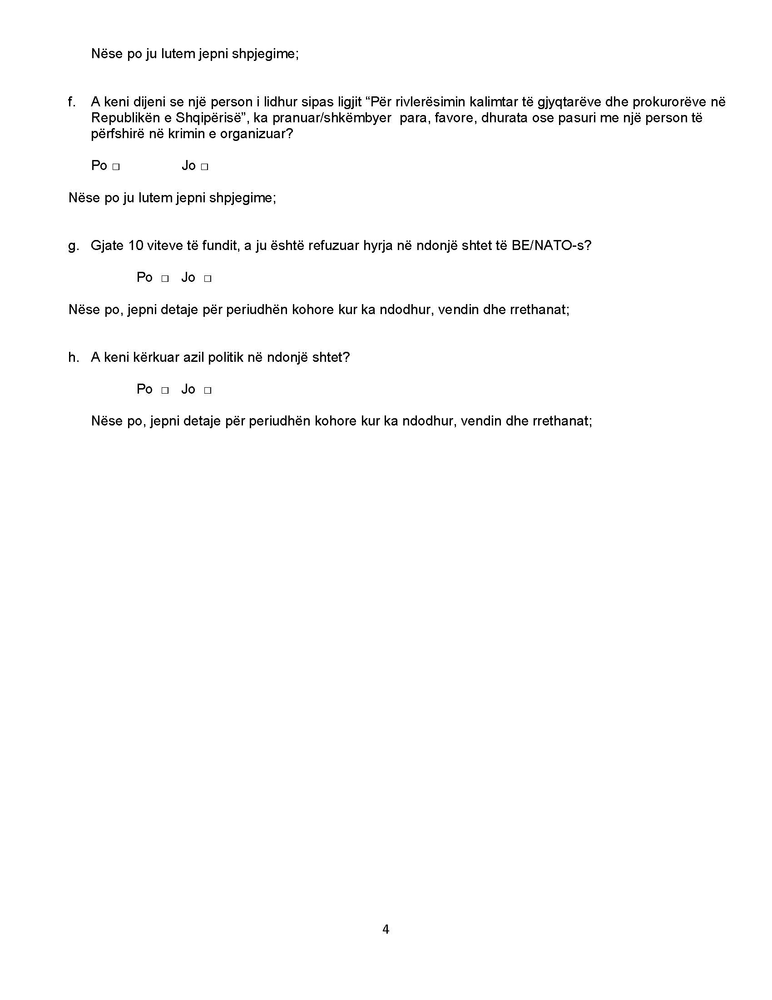 Nëse po ju lutem jepni shpjegime;
f. A keni dijeni se një person i lidhur sipas ligjit “Për rivlerësimin kalimtar të gjyqtarëve dhe prokurorëve në
Republikën e Shqipërisë”, ka pranuar/shkëmbyer para, favore, dhurata ose pasuri me një person të
përfshirë në krimin e organizuar?
Po □ Jo □
Nëse po ju lutem jepni shpjegime;
g. Gjate 10 viteve të fundit, a ju është refuzuar hyrja në ndonjë shtet të BE/NATO-s?
Po □ Jo □
Nëse po, jepni detaje për periudhën kohore kur ka ndodhur, vendin dhe rrethanat;
h. A keni kërkuar azil politik në ndonjë shtet?
Po □ Jo □
Nëse po, jepni detaje për periudhën kohore kur ka ndodhur, vendin dhe rrethanat;
4